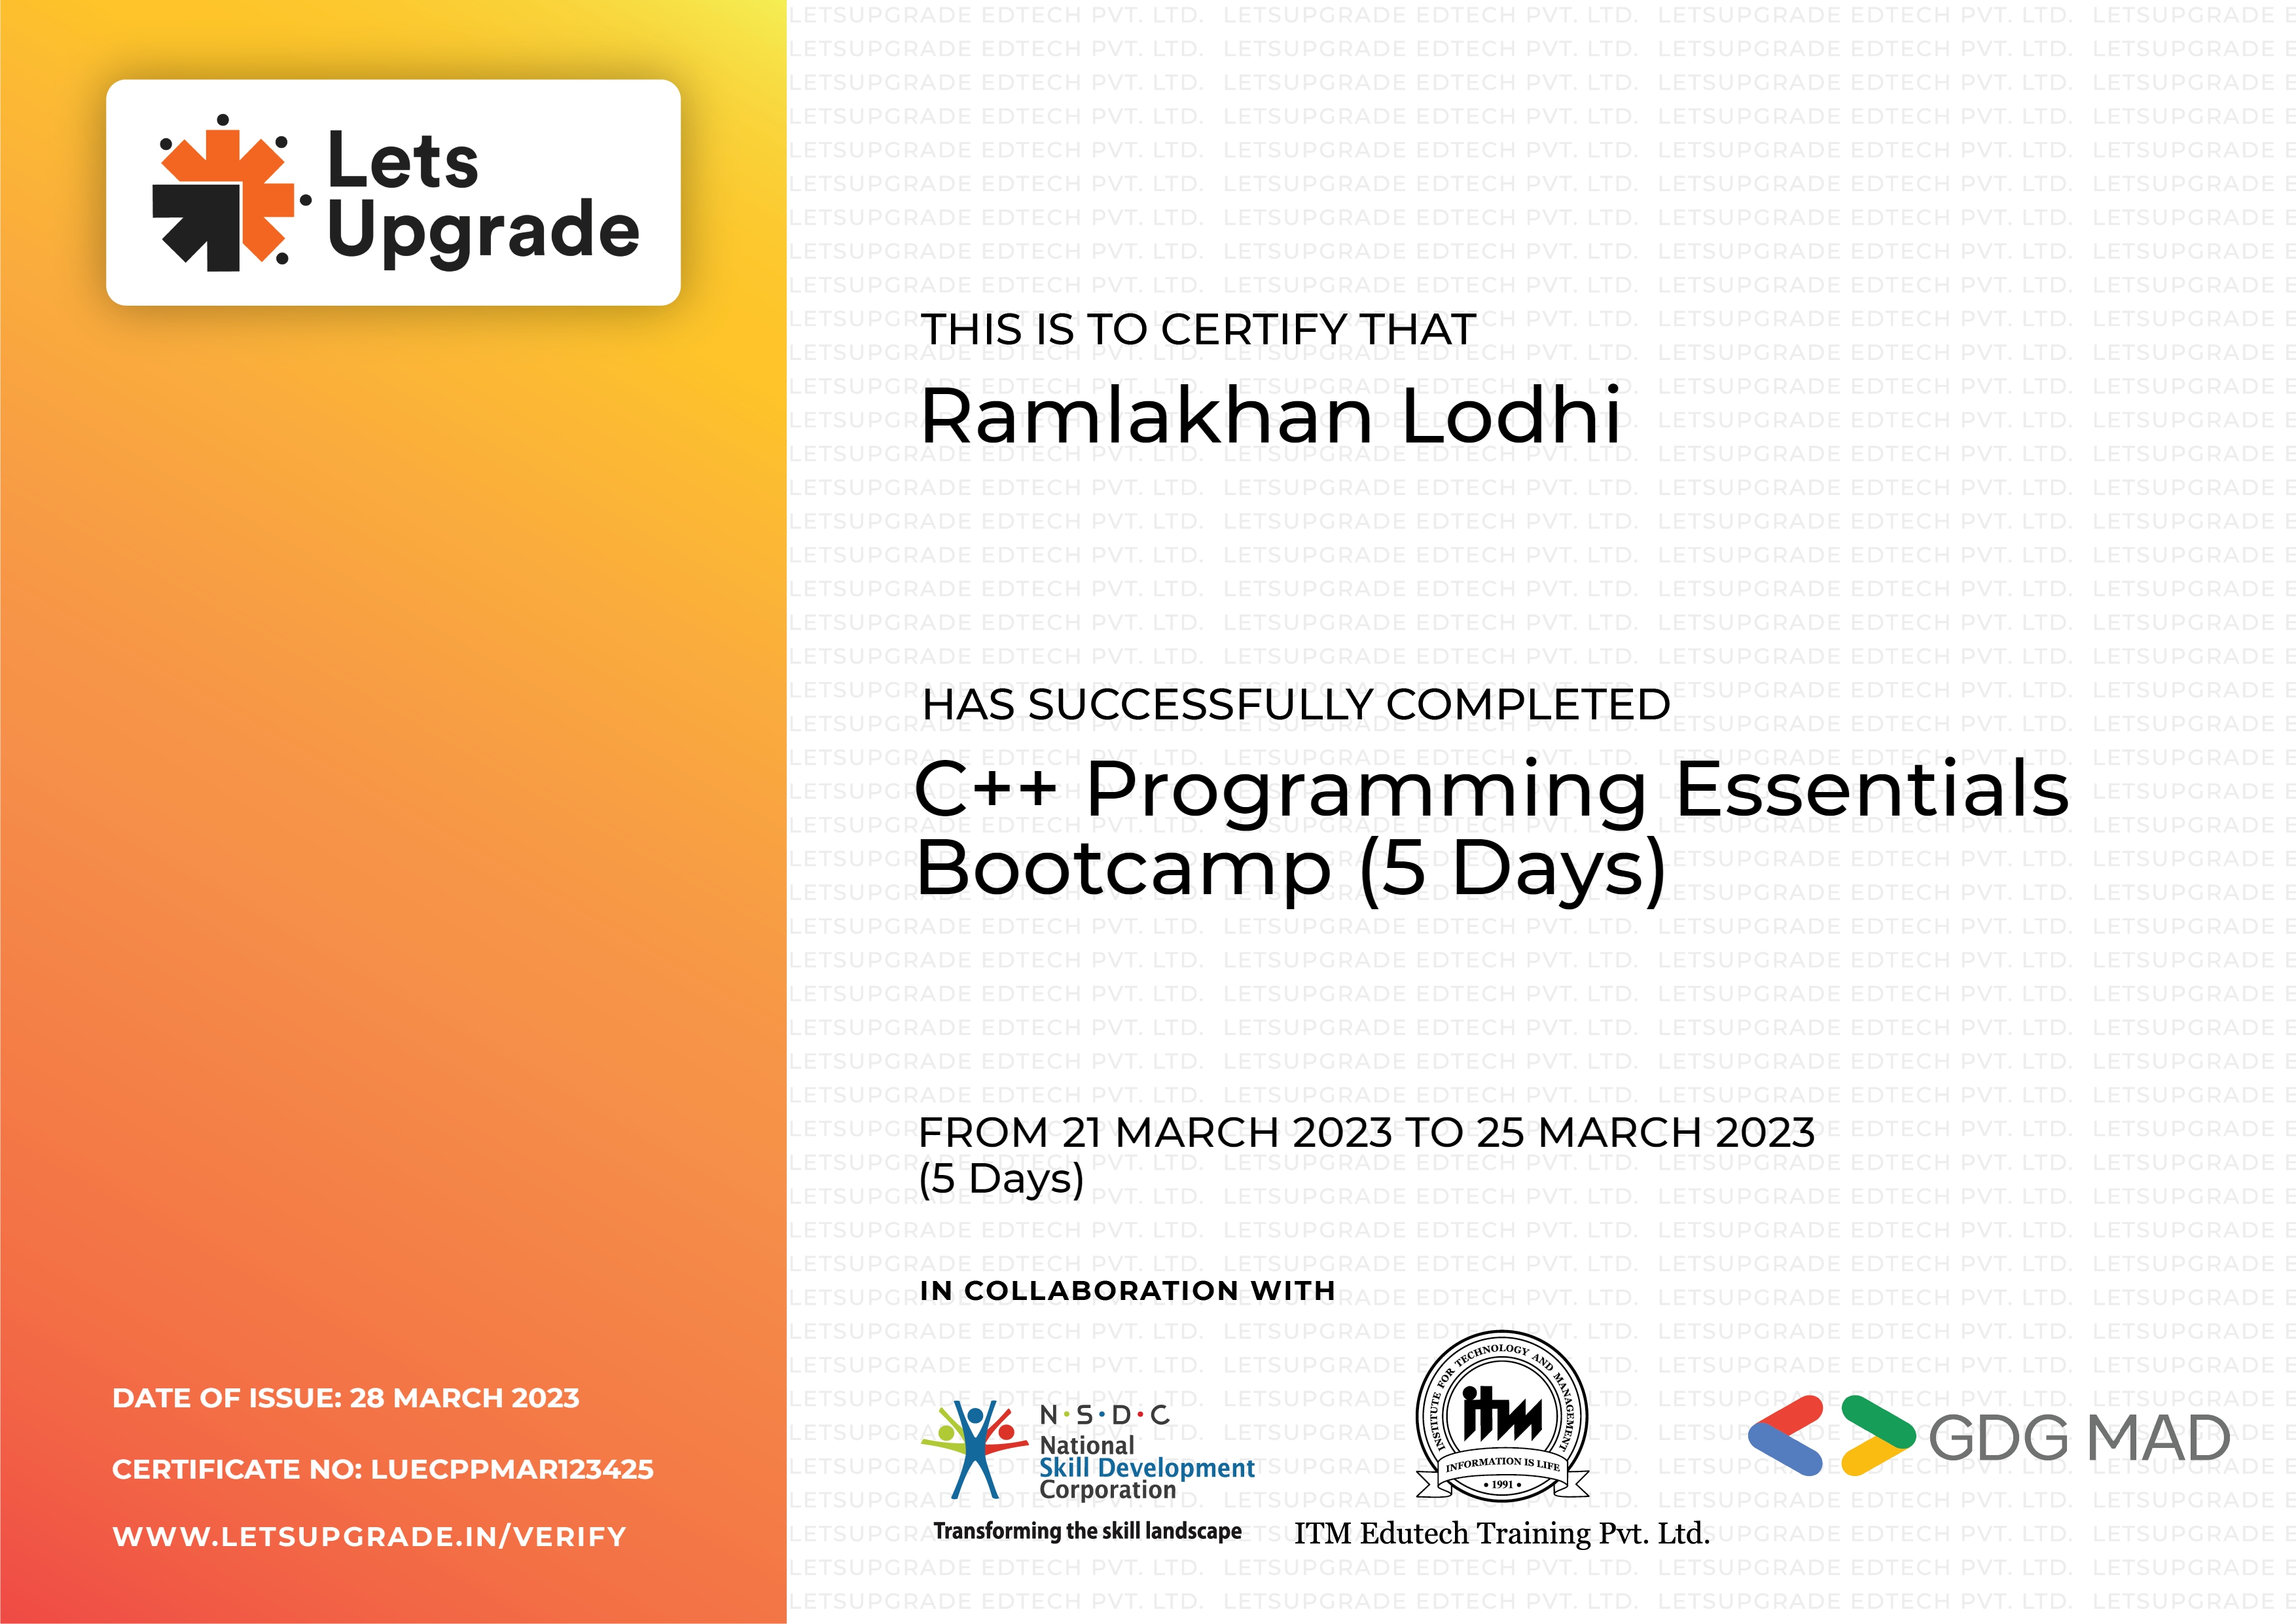 Lets
Upgrade
THIS IS TO CERTIFY THAT
Ramlakhan Lodhi
HAS SUCCESSFULLY COMPLETED
C++ Programming Essentials
Bootcamp (5 Days)
FROM 21 MARCH 2023 TO 25 MARCH 2023
(5 Days)
IN COLLABORATION WITH
N·S·D·C
National
Skill Development
Corporation
Transforming the skill landscape
INSTITUTE FOR TECHNOLOGY AND MANAGEMENT
itm
INFORMATION IS LIFE
• 1991 •
ITM Edutech Training Pvt. Ltd.
GDG MAD
DATE OF ISSUE: 28 MARCH 2023
CERTIFICATE NO: LUECPPMAR123425
WWW.LETSUPGRADE.IN/VERIFY
LETSUPGRADE EDTECH PVT. LTD.